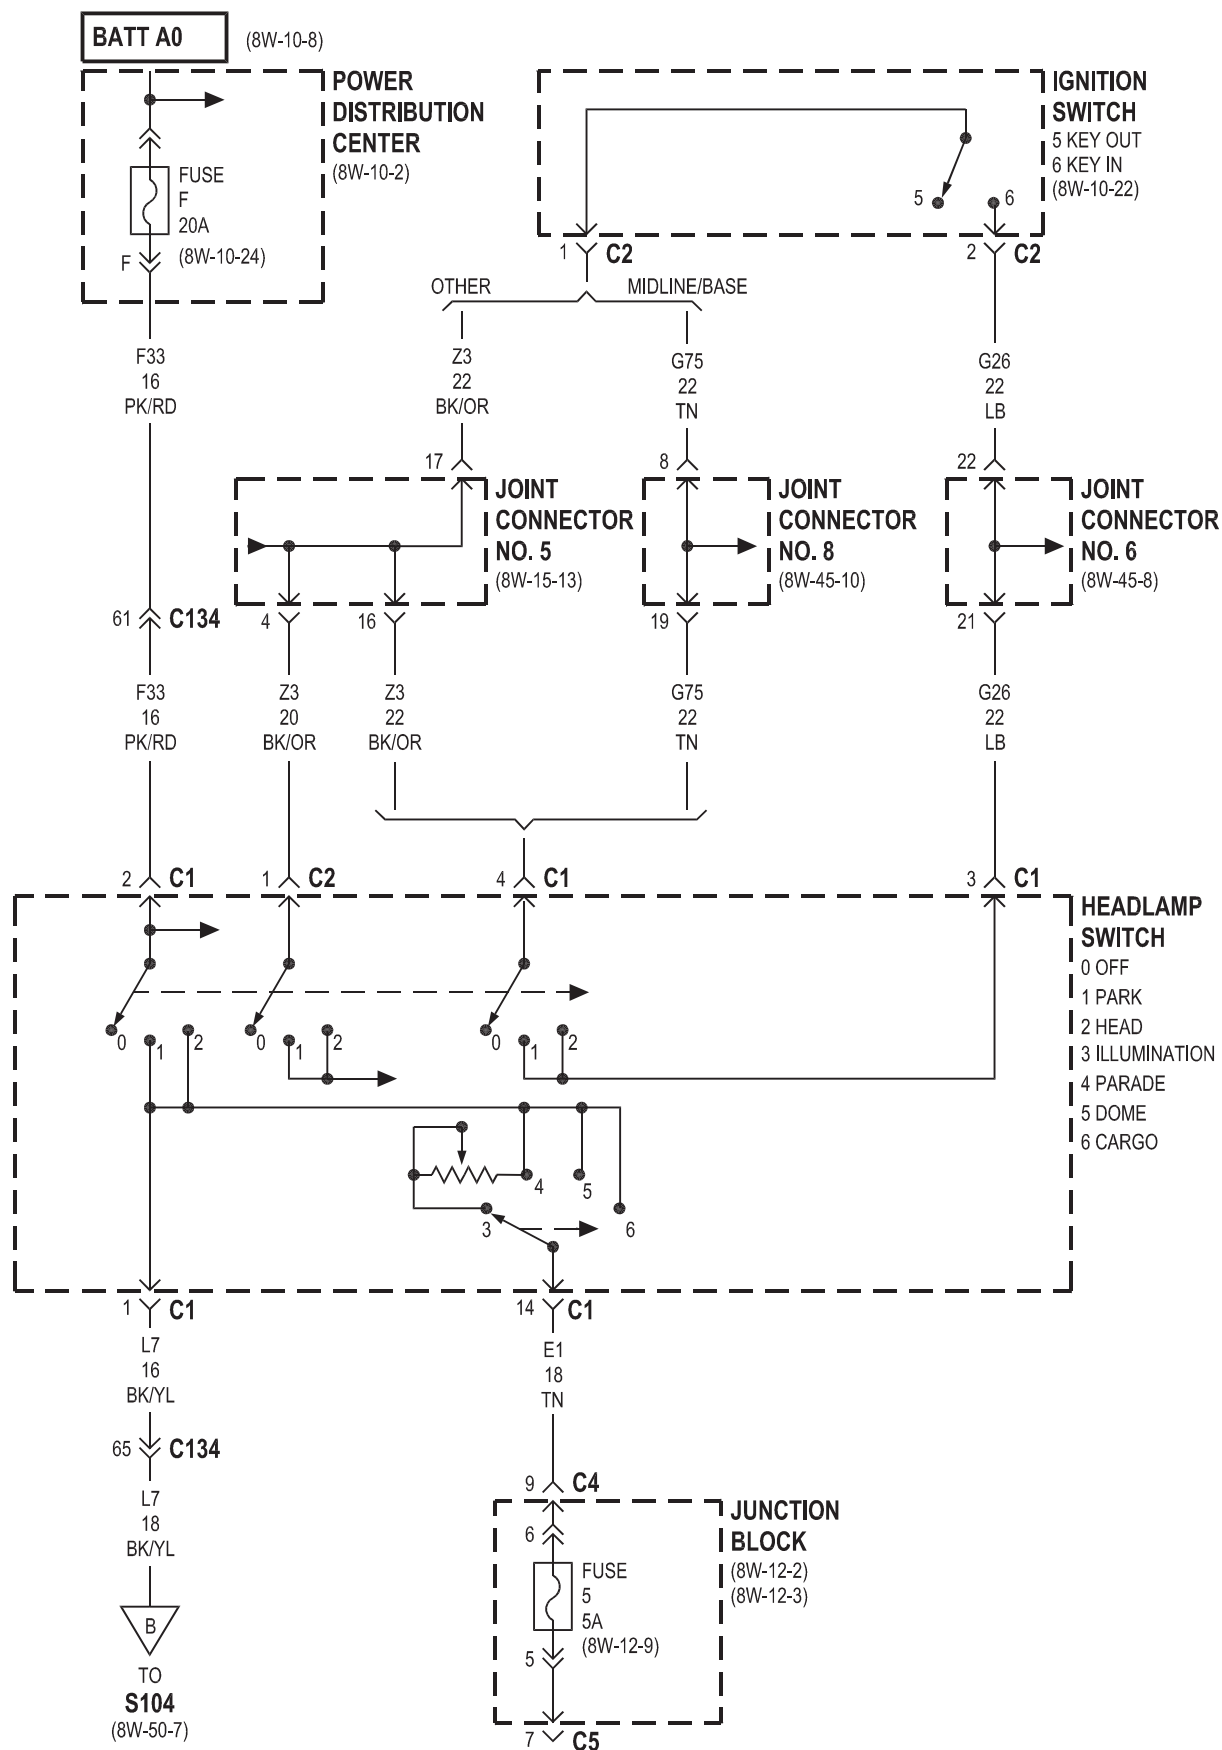 BATT A0
(8W-10-8)
POWER
DISTRIBUTION
CENTER
(8W-10-2)
FUSE
F
20A
(8W-10-24)
F
IGNITION
SWITCH
5 KEY OUT
6 KEY IN
(8W-10-22)
5
6
1
C2
2
C2
OTHER
MIDLINE/BASE
F33
16
PK/RD
Z3
22
BK/OR
G75
22
TN
G26
22
LB
17
8
22
JOINT
CONNECTOR
NO. 5
(8W-15-13)
JOINT
CONNECTOR
NO. 8
(8W-45-10)
JOINT
CONNECTOR
NO. 6
(8W-45-8)
61
C134
4
16
19
21
F33
16
PK/RD
Z3
20
BK/OR
Z3
22
BK/OR
G75
22
TN
G26
22
LB
2
C1
1
C2
4
C1
3
C1
HEADLAMP
SWITCH
0 OFF
1 PARK
2 HEAD
3 ILLUMINATION
4 PARADE
5 DOME
6 CARGO
0
1
2
0
1
2
0
1
2
4
5
3
6
1
C1
14
C1
L7
16
BK/YL
E1
18
TN
65
C134
L7
18
BK/YL
B
TO
S104
(8W-50-7)
9
C4
JUNCTION
BLOCK
(8W-12-2)
(8W-12-3)
6
FUSE
5
5A
(8W-12-9)
5
7
C5